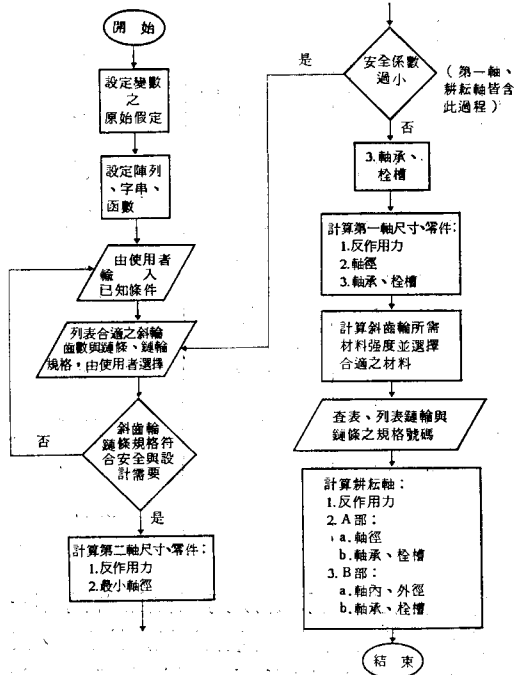 開 始
設定變數
之
原始假定
設定陣列
、字串、
函數
由使用者
輸 入
已知條件
列表合適之斜輪
齒數與鏈條、鏈輪
規格，由使用者選擇
否
斜齒輪
鏈條規格符
合安全與設
計需要
是
計算第二軸尺寸、零件：
1.反作用力
2.最小軸徑
是
安全係數
過小
（第一軸、
耕耘軸皆含
此過程）
否
3.軸承、
栓槽
計算第一軸尺寸、零件：
1.反作用力
2.軸徑
3.軸承、栓槽
計算斜齒輪所需
材料强度並選擇
合適之材料
查表、列表鏈輪與
鏈條之規格號碼
計算耕耘軸：
1.反作用力
2.A部：
a.軸徑
b.軸承、栓槽
3.B部：
a.軸內、外徑
b.軸承、栓槽
結 束